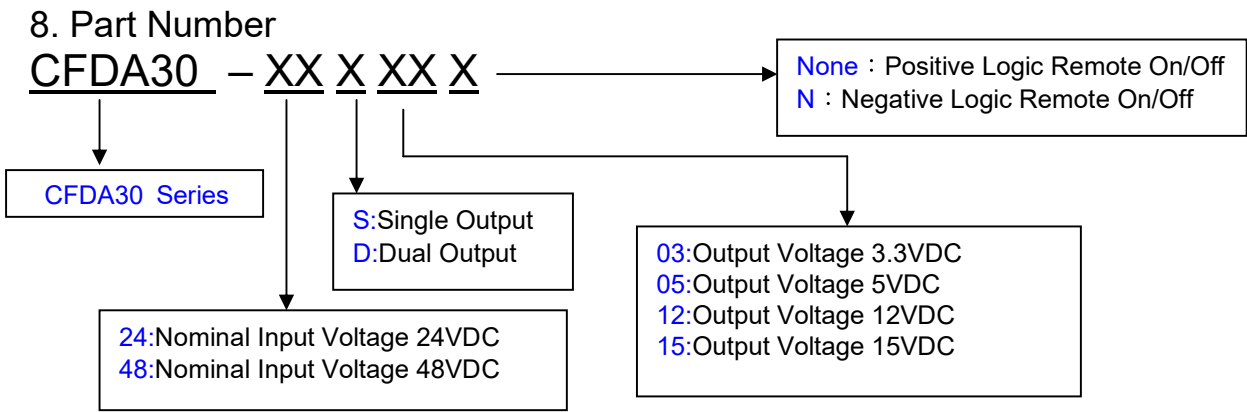 8. Part Number
CFDA30 – XX X XX X
None：Positive Logic Remote On/Off
N：Negative Logic Remote On/Off
CFDA30 Series
S:Single Output
D:Dual Output
03:Output Voltage 3.3VDC
05:Output Voltage 5VDC
12:Output Voltage 12VDC
15:Output Voltage 15VDC
24:Nominal Input Voltage 24VDC
48:Nominal Input Voltage 48VDC